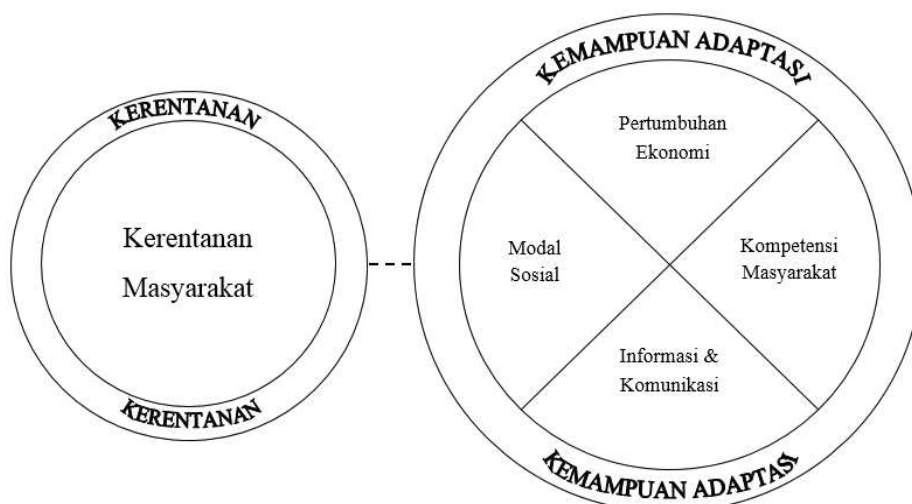 KERENTANAN
Kerentanan
Masyarakat
KERENTANAN
KEMAMPUAN ADAPTASI
Pertumbuhan
Ekonomi
Modal
Sosial
Kompetensi
Masyarakat
Informasi &
Komunikasi
KEMAMPUAN ADAPTASI